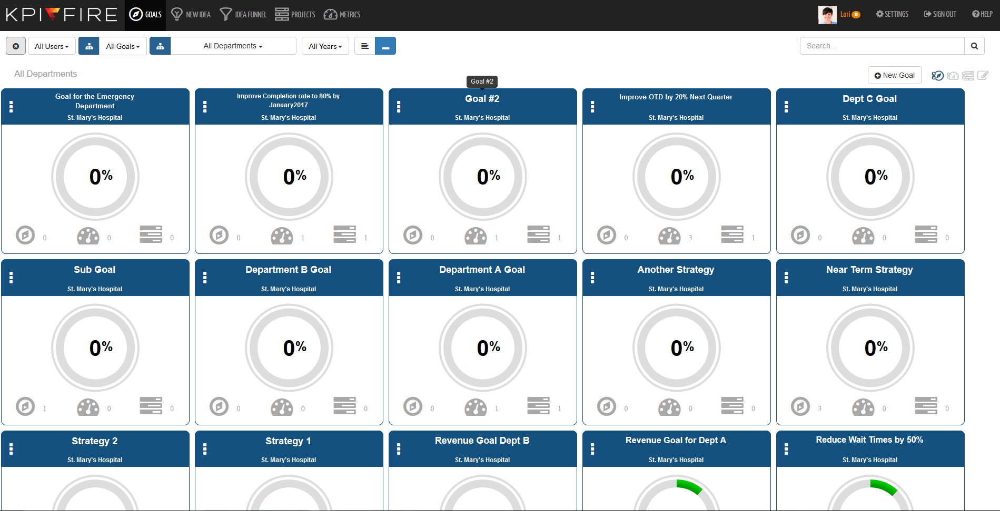 KPI FIRE
GOALS
NEW IDEA
IDEA FUNNEL
PROJECTS
METRICS
Lori 0
SETTINGS
SIGN OUT
HELP
All Users
All Goals
All Departments
All Years
Search...
All Departments
New Goal
Goal #2
Goal for the Emergency
Department
St. Mary's Hospital
0%
0 0 0
Improve Completion rate to 80% by
January2017
St. Mary's Hospital
0%
0 1 1
Goal #2
St. Mary's Hospital
0%
0 1 1
Improve OTD by 20% Next Quarter
St. Mary's Hospital
0%
0 3 1
Dept C Goal
St. Mary's Hospital
0%
0 0 0
Sub Goal
St. Mary's Hospital
0%
1 0 0
Department B Goal
St. Mary's Hospital
0%
0 0 0
Department A Goal
St. Mary's Hospital
0%
0 1 1
Another Strategy
St. Mary's Hospital
0%
0 0 0
Near Term Strategy
St. Mary's Hospital
0%
3 0 0
Strategy 2
St. Mary's Hospital
Strategy 1
St. Mary's Hospital
Revenue Goal Dept B
St. Mary's Hospital
Revenue Goal for Dept A
St. Mary's Hospital
Reduce Wait Times by 50%
St. Mary's Hospital